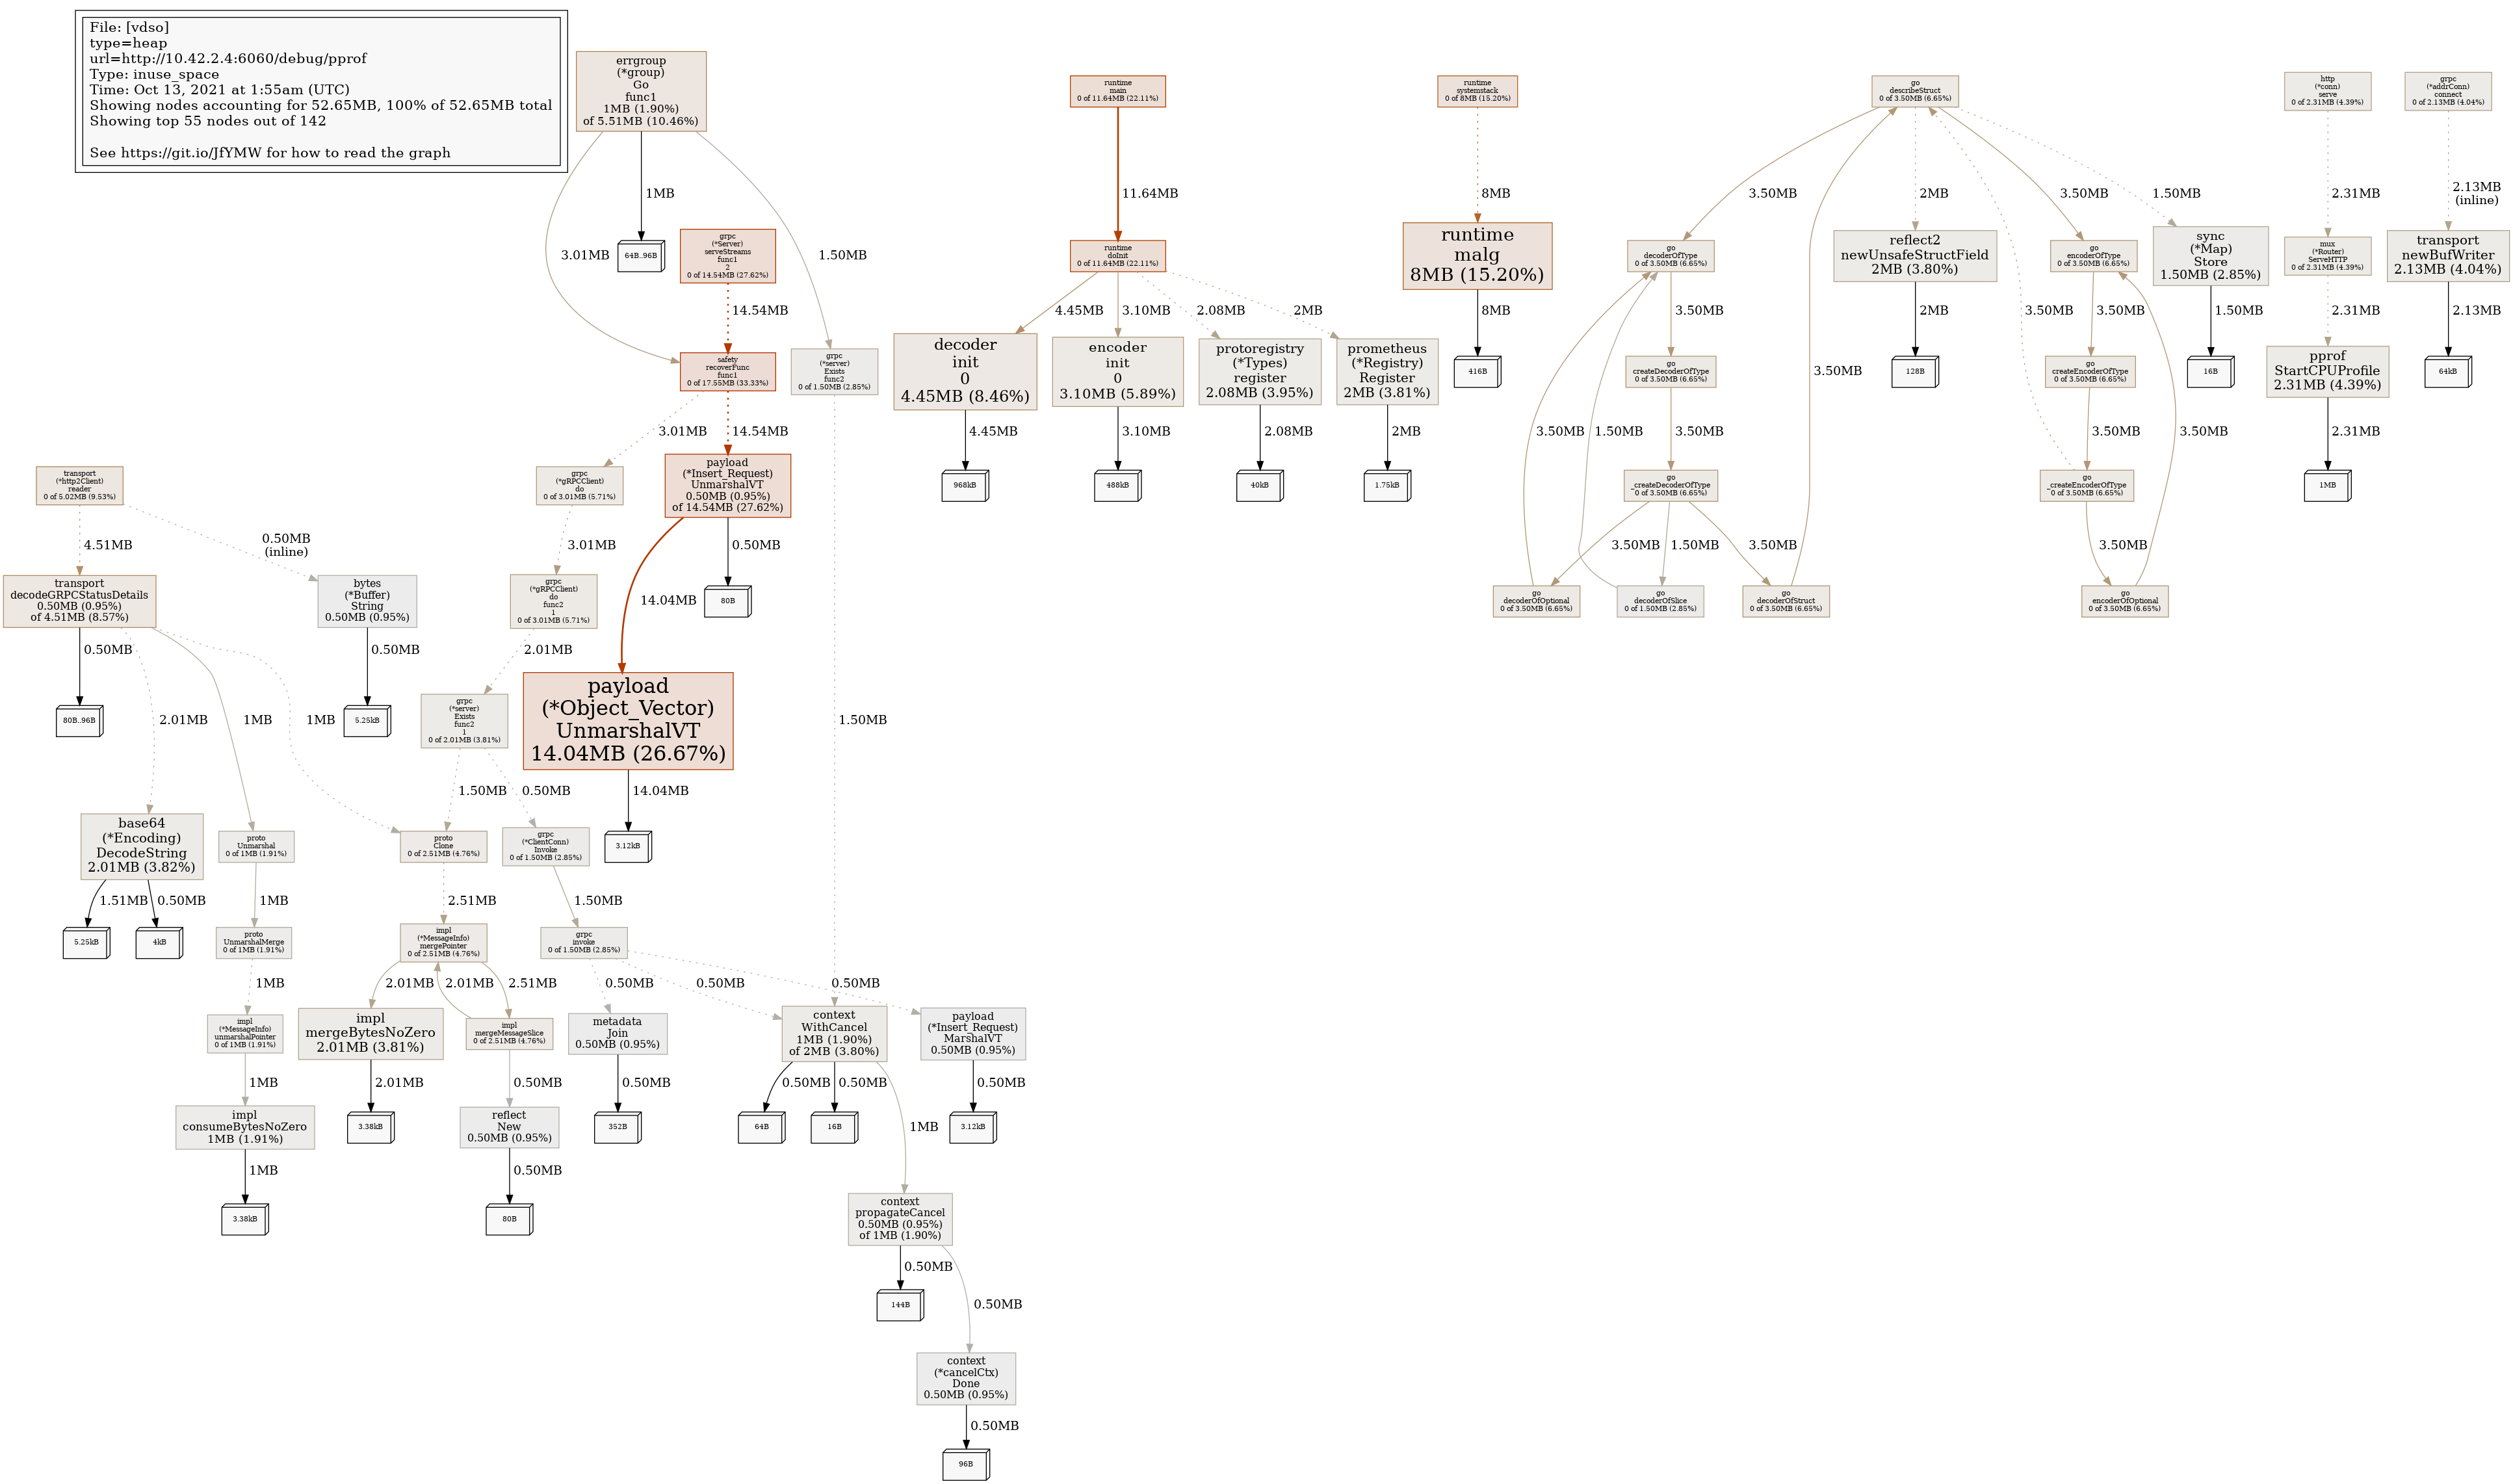 File: [vdso]
type=heap
url=http://10.42.2.4:6060/debug/pprof
Type: inuse_space
Time: Oct 13, 2021 at 1:55am (UTC)
Showing nodes accounting for 52.65MB, 100% of 52.65MB total
Showing top 55 nodes out of 142
See https://git.io/JfYMW for how to read the graph
errgroup
(*group)
Go
func1
1MB (1.90%)
of 5.51MB (10.46%)
runtime
main
0 of 11.64MB (22.11%)
runtime
systemstack
0 of 8MB (15.20%)
go
describeStruct
0 of 3.50MB (6.65%)
http
(*conn)
serve
0 of 2.31MB (4.39%)
grpc
(*addrConn)
connect
0 of 2.13MB (4.04%)
3.01MB
1MB
1.50MB
11.64MB
8MB
3.50MB
2MB
3.50MB
1.50MB
2.31MB
2.13MB
(inline)
64B..96B
grpc
(*Server)
serveStreams
func1
2
0 of 14.54MB (27.62%)
runtime
doInit
0 of 11.64MB (22.11%)
runtime
malg
8MB (15.20%)
go
decoderOfType
0 of 3.50MB (6.65%)
reflect2
newUnsafeStructField
2MB (3.80%)
go
encoderOfType
0 of 3.50MB (6.65%)
sync
(*Map)
Store
1.50MB (2.85%)
mux
(*Router)
ServeHTTP
0 of 2.31MB (4.39%)
transport
newBufWriter
2.13MB (4.04%)
14.54MB
4.45MB
3.10MB
2.08MB
2MB
8MB
3.50MB
2MB
3.50MB
3.50MB
1.50MB
2.31MB
2.13MB
safety
recoverFunc
func1
0 of 17.55MB (33.33%)
grpc
(*server)
Exists
func2
0 of 1.50MB (2.85%)
decoder
init
0
4.45MB (8.46%)
encoder
init
0
3.10MB (5.89%)
protoregistry
(*Types)
register
2.08MB (3.95%)
prometheus
(*Registry)
Register
2MB (3.81%)
416B
go
createDecoderOfType
0 of 3.50MB (6.65%)
3.50MB
128B
go
createEncoderOfType
0 of 3.50MB (6.65%)
16B
pprof
StartCPUProfile
2.31MB (4.39%)
64kB
3.01MB
14.54MB
4.45MB
3.10MB
2.08MB
2MB
3.50MB
1.50MB
3.50MB
3.50MB
3.50MB
2.31MB
transport
(*http2Client)
reader
0 of 5.02MB (9.53%)
grpc
(*gRPCClient)
do
0 of 3.01MB (5.71%)
payload
(*Insert_Request)
UnmarshalVT
0.50MB (0.95%)
of 14.54MB (27.62%)
968kB
488kB
40kB
1.75kB
go
_createDecoderOfType
0 of 3.50MB (6.65%)
go
_createEncoderOfType
0 of 3.50MB (6.65%)
1MB
4.51MB
0.50MB
(inline)
3.01MB
0.50MB
3.50MB
1.50MB
3.50MB
3.50MB
transport
decodeGRPCStatusDetails
0.50MB (0.95%)
of 4.51MB (8.57%)
bytes
(*Buffer)
String
0.50MB (0.95%)
grpc
(*gRPCClient)
do
func2
1
0 of 3.01MB (5.71%)
14.04MB
80B
go
decoderOfOptional
0 of 3.50MB (6.65%)
go
decoderOfSlice
0 of 1.50MB (2.85%)
go
decoderOfStruct
0 of 3.50MB (6.65%)
go
encoderOfOptional
0 of 3.50MB (6.65%)
0.50MB
0.50MB
2.01MB
80B..96B
2.01MB
1MB
1MB
5.25kB
grpc
(*server)
Exists
func2
1
0 of 2.01MB (3.81%)
payload
(*Object_Vector)
UnmarshalVT
14.04MB (26.67%)
1.50MB
1.50MB
0.50MB
14.04MB
base64
(*Encoding)
DecodeString
2.01MB (3.82%)
proto
Unmarshal
0 of 1MB (1.91%)
proto
Clone
0 of 2.51MB (4.76%)
grpc
(*ClientConn)
Invoke
0 of 1.50MB (2.85%)
3.12kB
1.51MB
0.50MB
1MB
2.51MB
1.50MB
5.25kB
4kB
proto
UnmarshalMerge
0 of 1MB (1.91%)
impl
(*MessageInfo)
mergePointer
0 of 2.51MB (4.76%)
grpc
invoke
0 of 1.50MB (2.85%)
1MB
2.01MB
2.01MB
2.51MB
0.50MB
0.50MB
0.50MB
impl
(*MessageInfo)
unmarshalPointer
0 of 1MB (1.91%)
impl
mergeBytesNoZero
2.01MB (3.81%)
impl
mergeMessageSlice
0 of 2.51MB (4.76%)
metadata
Join
0.50MB (0.95%)
context
WithCancel
1MB (1.90%)
of 2MB (3.80%)
payload
(*Insert_Request)
MarshalVT
0.50MB (0.95%)
1MB
2.01MB
0.50MB
0.50MB
0.50MB
0.50MB
0.50MB
impl
consumeBytesNoZero
1MB (1.91%)
3.38kB
reflect
New
0.50MB (0.95%)
352B
64B
16B
1MB
3.12kB
1MB
0.50MB
3.38kB
80B
context
propagateCancel
0.50MB (0.95%)
of 1MB (1.90%)
0.50MB
144B
0.50MB
context
(*cancelCtx)
Done
0.50MB (0.95%)
0.50MB
96B